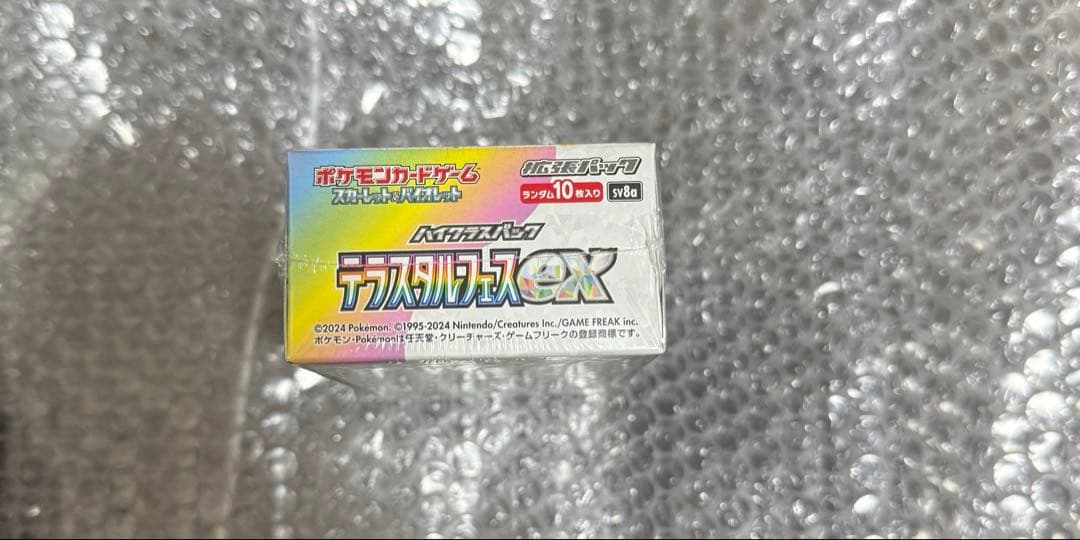 ポケモンカードゲーム
スカーレット&バイオレット
拡張パック
ランダム10枚入り sv8a
ハイクラスパック
テラスタルフェスex
©2024 Pokémon. ©1995-2024 Nintendo/Creatures Inc./GAME FREAK inc.
ポケモン・Pokémonは任天堂・クリーチャーズ・ゲームフリークの登録商標です。